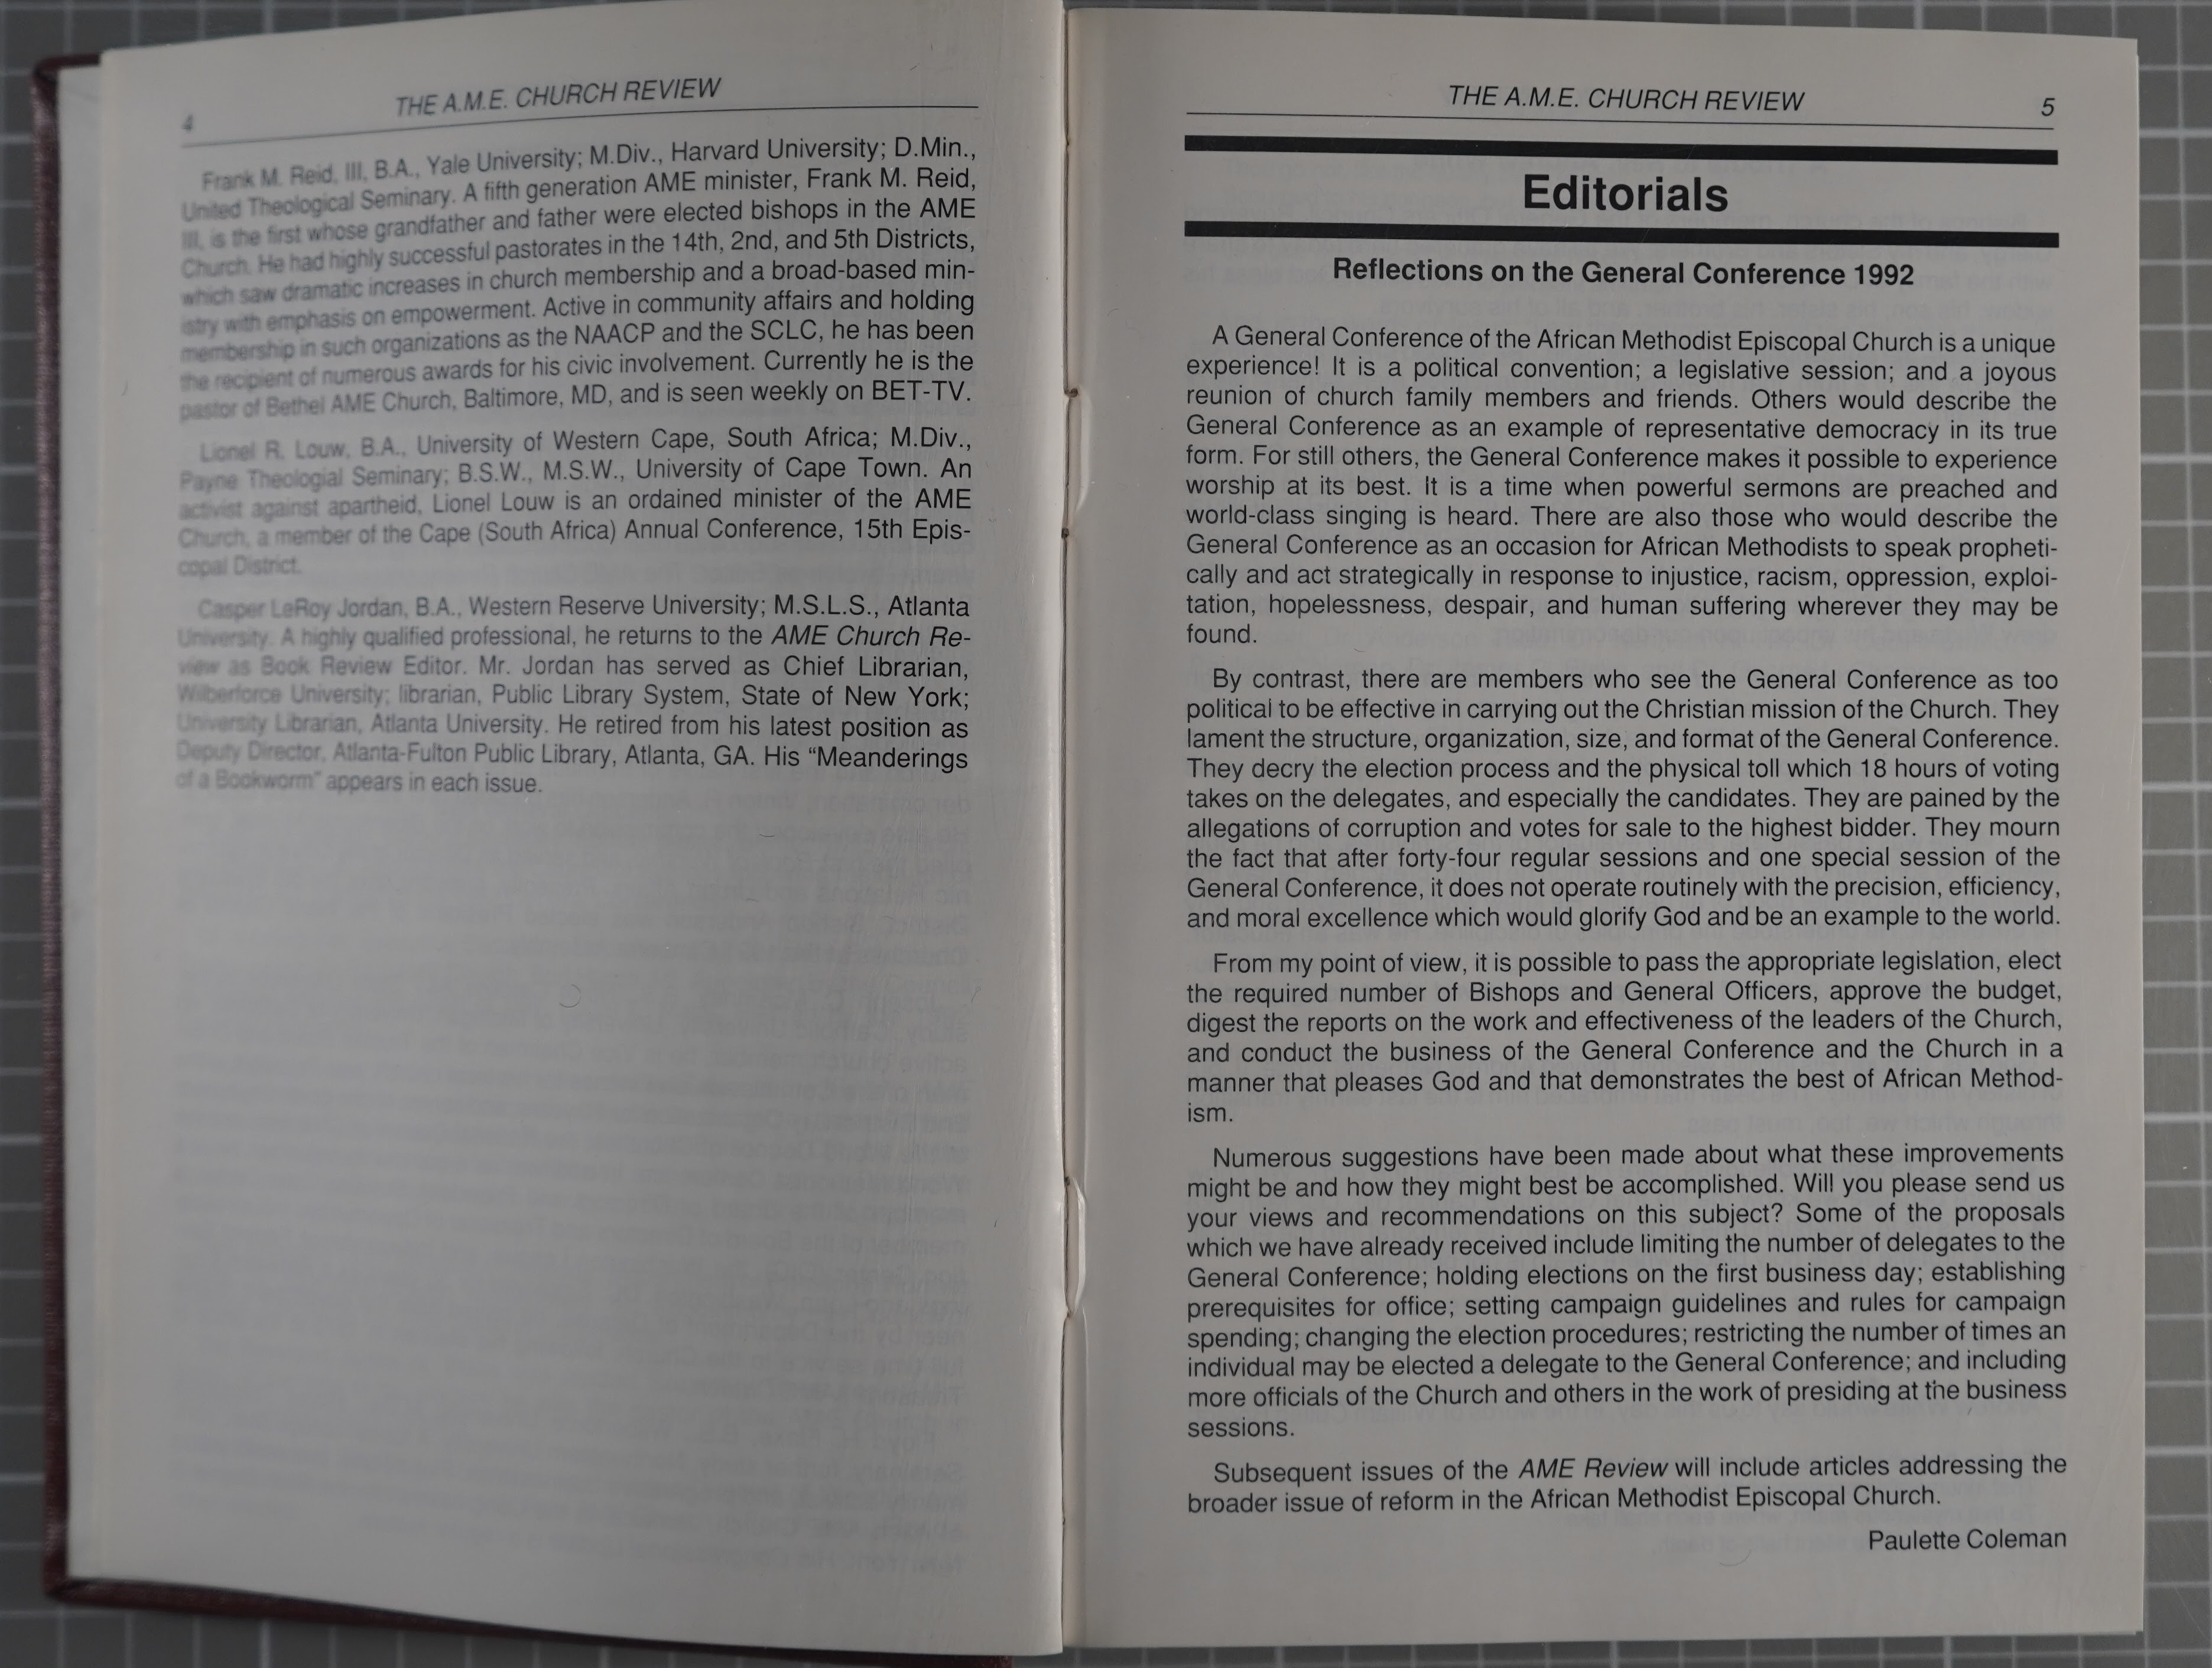 4
THE A.M.E. CHURCH REVIEW
Frank M. Reid, III, B.A., Yale University; M.Div., Harvard University; D.Min.,
United Theological Seminary. A fifth generation AME minister, Frank M. Reid,
III, is the first whose grandfather and father were elected bishops in the AME
Church. He had highly successful pastorates in the 14th, 2nd, and 5th Districts,
which saw dramatic increases in church membership and a broad-based min-
istry with emphasis on empowerment. Active in community affairs and holding
membership in such organizations as the NAACP and the SCLC, he has been
the recipient of numerous awards for his civic involvement. Currently he is the
pastor of Bethel AME Church, Baltimore, MD, and is seen weekly on BET-TV.
Lionel R. Louw, B.A., University of Western Cape, South Africa; M.Div.,
Payne Theologial Seminary; B.S.W., M.S.W., University of Cape Town. An
activist against apartheid, Lionel Louw is an ordained minister of the AME
Church, a member of the Cape (South Africa) Annual Conference, 15th Epis-
copal District.
Casper LeRoy Jordan, B.A., Western Reserve University; M.S.L.S., Atlanta
University. A highly qualified professional, he returns to the AME Church Re-
view as Book Review Editor. Mr. Jordan has served as Chief Librarian,
Wilberforce University; librarian, Public Library System, State of New York;
University Librarian, Atlanta University. He retired from his latest position as
Deputy Director, Atlanta-Fulton Public Library, Atlanta, GA. His “Meanderings
of a Bookworm” appears in each issue.
THE A.M.E. CHURCH REVIEW
5
Editorials
Reflections on the General Conference 1992
A General Conference of the African Methodist Episcopal Church is a unique
experience! It is a political convention; a legislative session; and a joyous
reunion of church family members and friends. Others would describe the
General Conference as an example of representative democracy in its true
form. For still others, the General Conference makes it possible to experience
worship at its best. It is a time when powerful sermons are preached and
world-class singing is heard. There are also those who would describe the
General Conference as an occasion for African Methodists to speak propheti-
cally and act strategically in response to injustice, racism, oppression, exploi-
tation, hopelessness, despair, and human suffering wherever they may be
found.
By contrast, there are members who see the General Conference as too
political to be effective in carrying out the Christian mission of the Church. They
lament the structure, organization, size, and format of the General Conference.
They decry the election process and the physical toll which 18 hours of voting
takes on the delegates, and especially the candidates. They are pained by the
allegations of corruption and votes for sale to the highest bidder. They mourn
the fact that after forty-four regular sessions and one special session of the
General Conference, it does not operate routinely with the precision, efficiency,
and moral excellence which would glorify God and be an example to the world.
From my point of view, it is possible to pass the appropriate legislation, elect
the required number of Bishops and General Officers, approve the budget,
digest the reports on the work and effectiveness of the leaders of the Church,
and conduct the business of the General Conference and the Church in a
manner that pleases God and that demonstrates the best of African Method-
ism.
Numerous suggestions have been made about what these improvements
might be and how they might best be accomplished. Will you please send us
your views and recommendations on this subject? Some of the proposals
which we have already received include limiting the number of delegates to the
General Conference; holding elections on the first business day; establishing
prerequisites for office; setting campaign guidelines and rules for campaign
spending; changing the election procedures; restricting the number of times an
individual may be elected a delegate to the General Conference; and including
more officials of the Church and others in the work of presiding at the business
sessions.
Subsequent issues of the AME Review will include articles addressing the
broader issue of reform in the African Methodist Episcopal Church.
Paulette Coleman